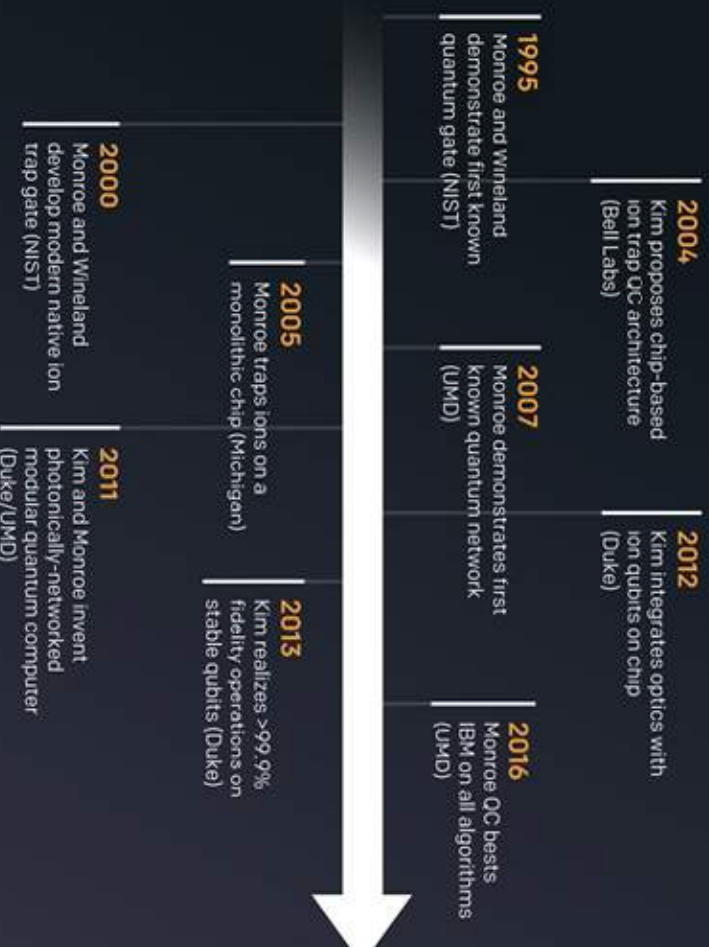 1995
Monroe and Wineland
demonstrate first known
quantum gate (NIST)
2000
Monroe and Wineland
develop modern native ion
trap gate (NIST)
2004
Kim proposes chip-based
ion trap QC architecture
(Bell Labs)
2005
Monroe traps ions on a
monolithic chip (Michigan)
2007
Monroe demonstrates first
known quantum network
(UMD)
2011
Kim and Monroe invent
photonically-networked
modular quantum computer
(Duke/UMD)
2012
Kim integrates optics with
ion qubits on chip
(Duke)
2013
Kim realizes >99.9%
fidelity operations on
stable qubits (Duke)
2016
Monroe QC bests
IBM on all algorithms
(UMD)